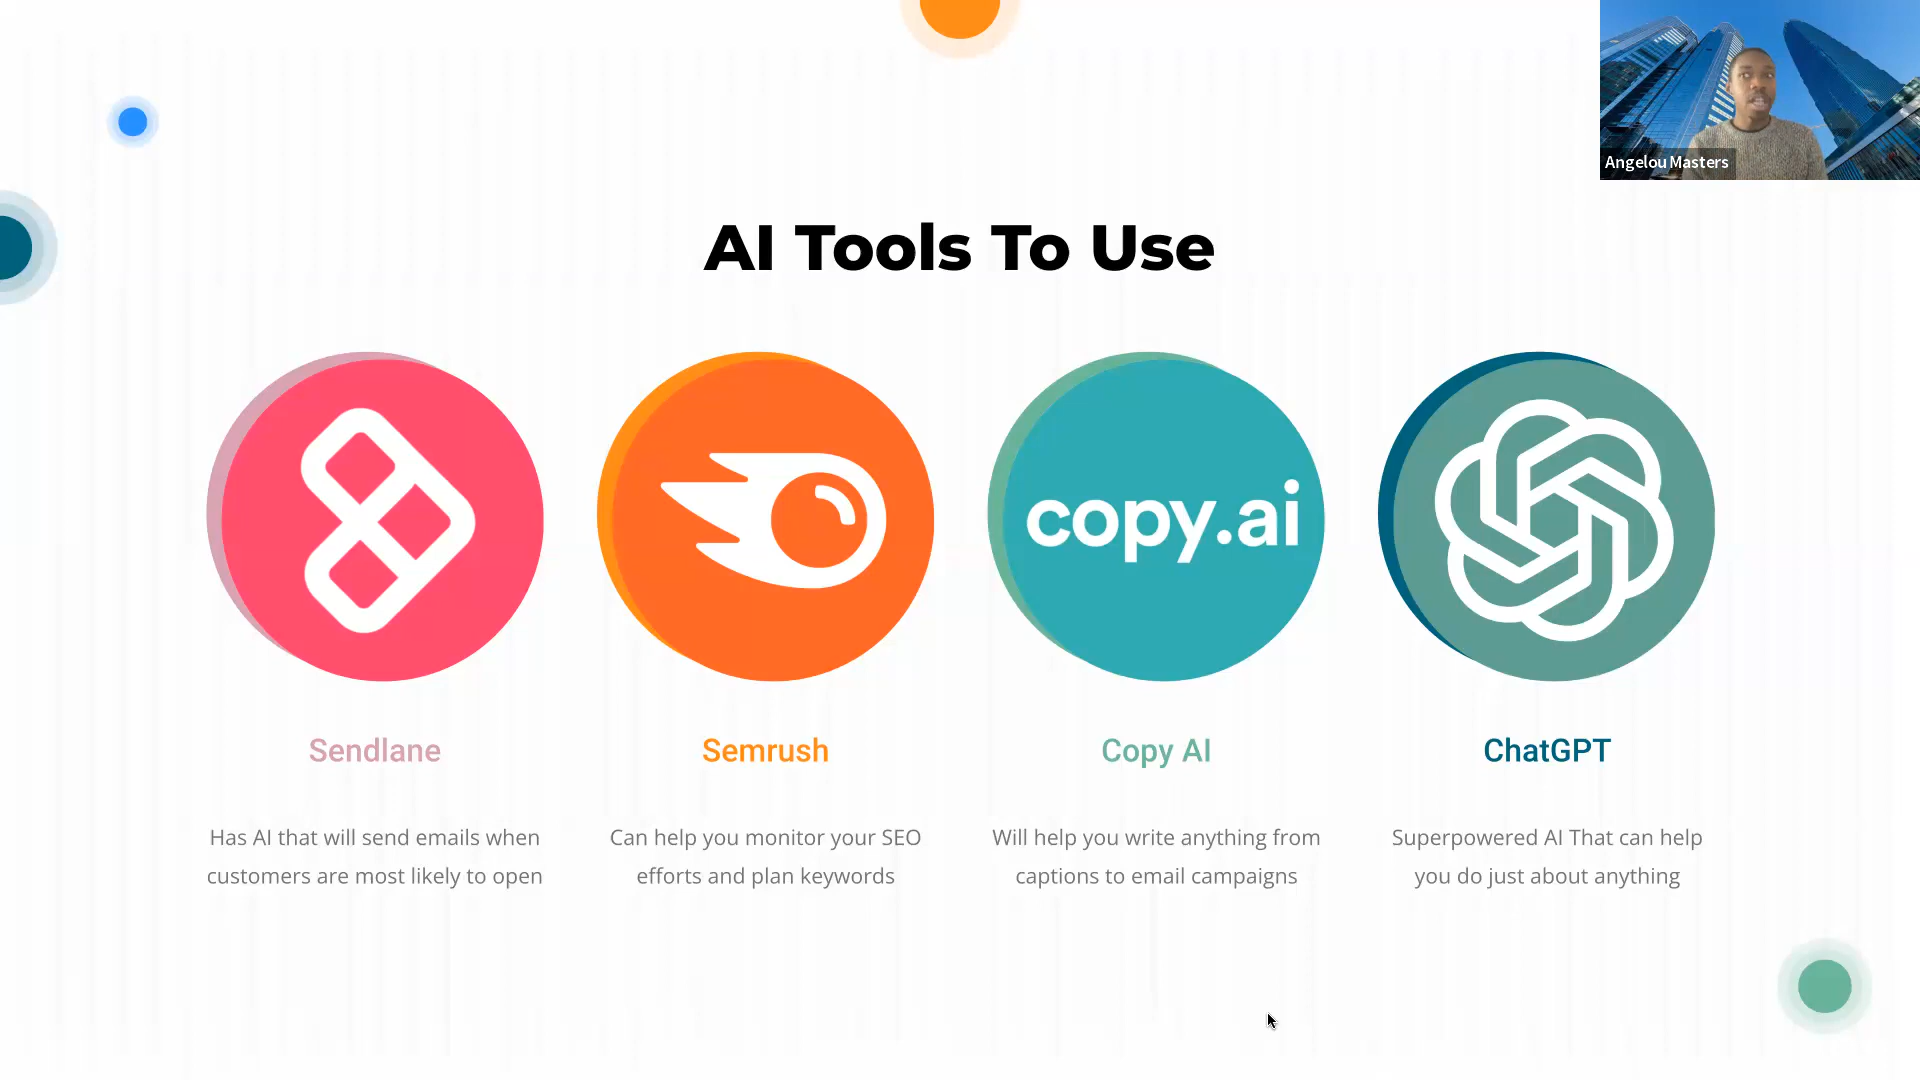 Angelou Masters
AI Tools To Use
copy.ai
Sendlane
Semrush
Copy AI
ChatGPT
Has AI that will send emails when
customers are most likely to open
Can help you monitor your SEO
efforts and plan keywords
Will help you write anything from
captions to email campaigns
Superpowered AI That can help
you do just about anything